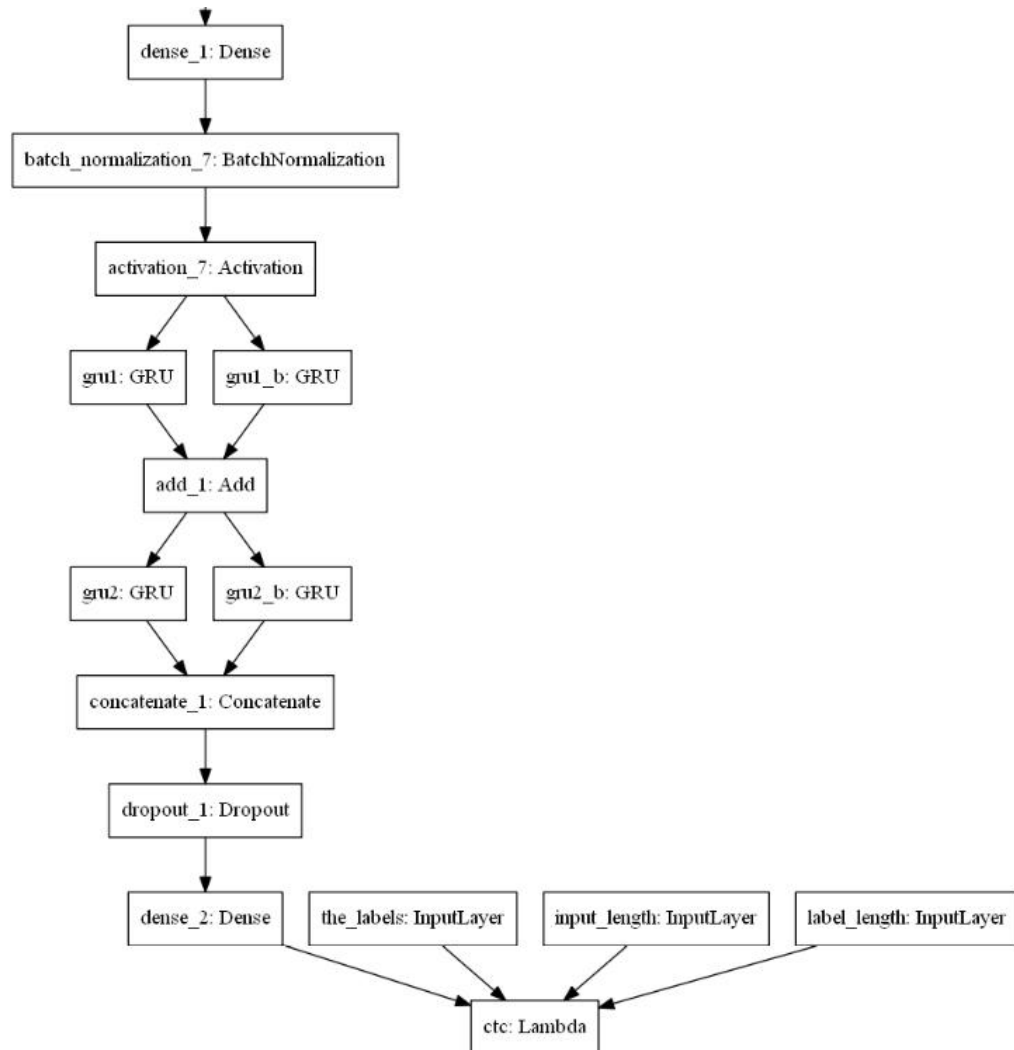 dense_1: Dense
batch_normalization_7: BatchNormalization
activation_7: Activation
gru1: GRU
gru1_b: GRU
add_1: Add
gru2: GRU
gru2_b: GRU
concatenate_1: Concatenate
dropout_1: Dropout
dense_2: Dense
the_labels: InputLayer
input_length: InputLayer
label_length: InputLayer
ctc: Lambda